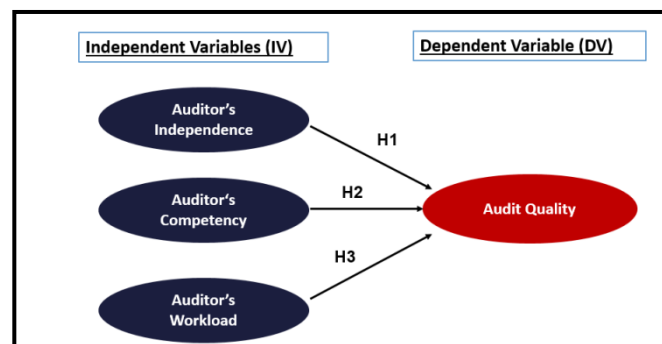 Independent Variables (IV)
Dependent Variable (DV)
Auditor's
Independence
H1
Auditor's
Competency
H2
Audit Quality
H3
Auditor's
Workload